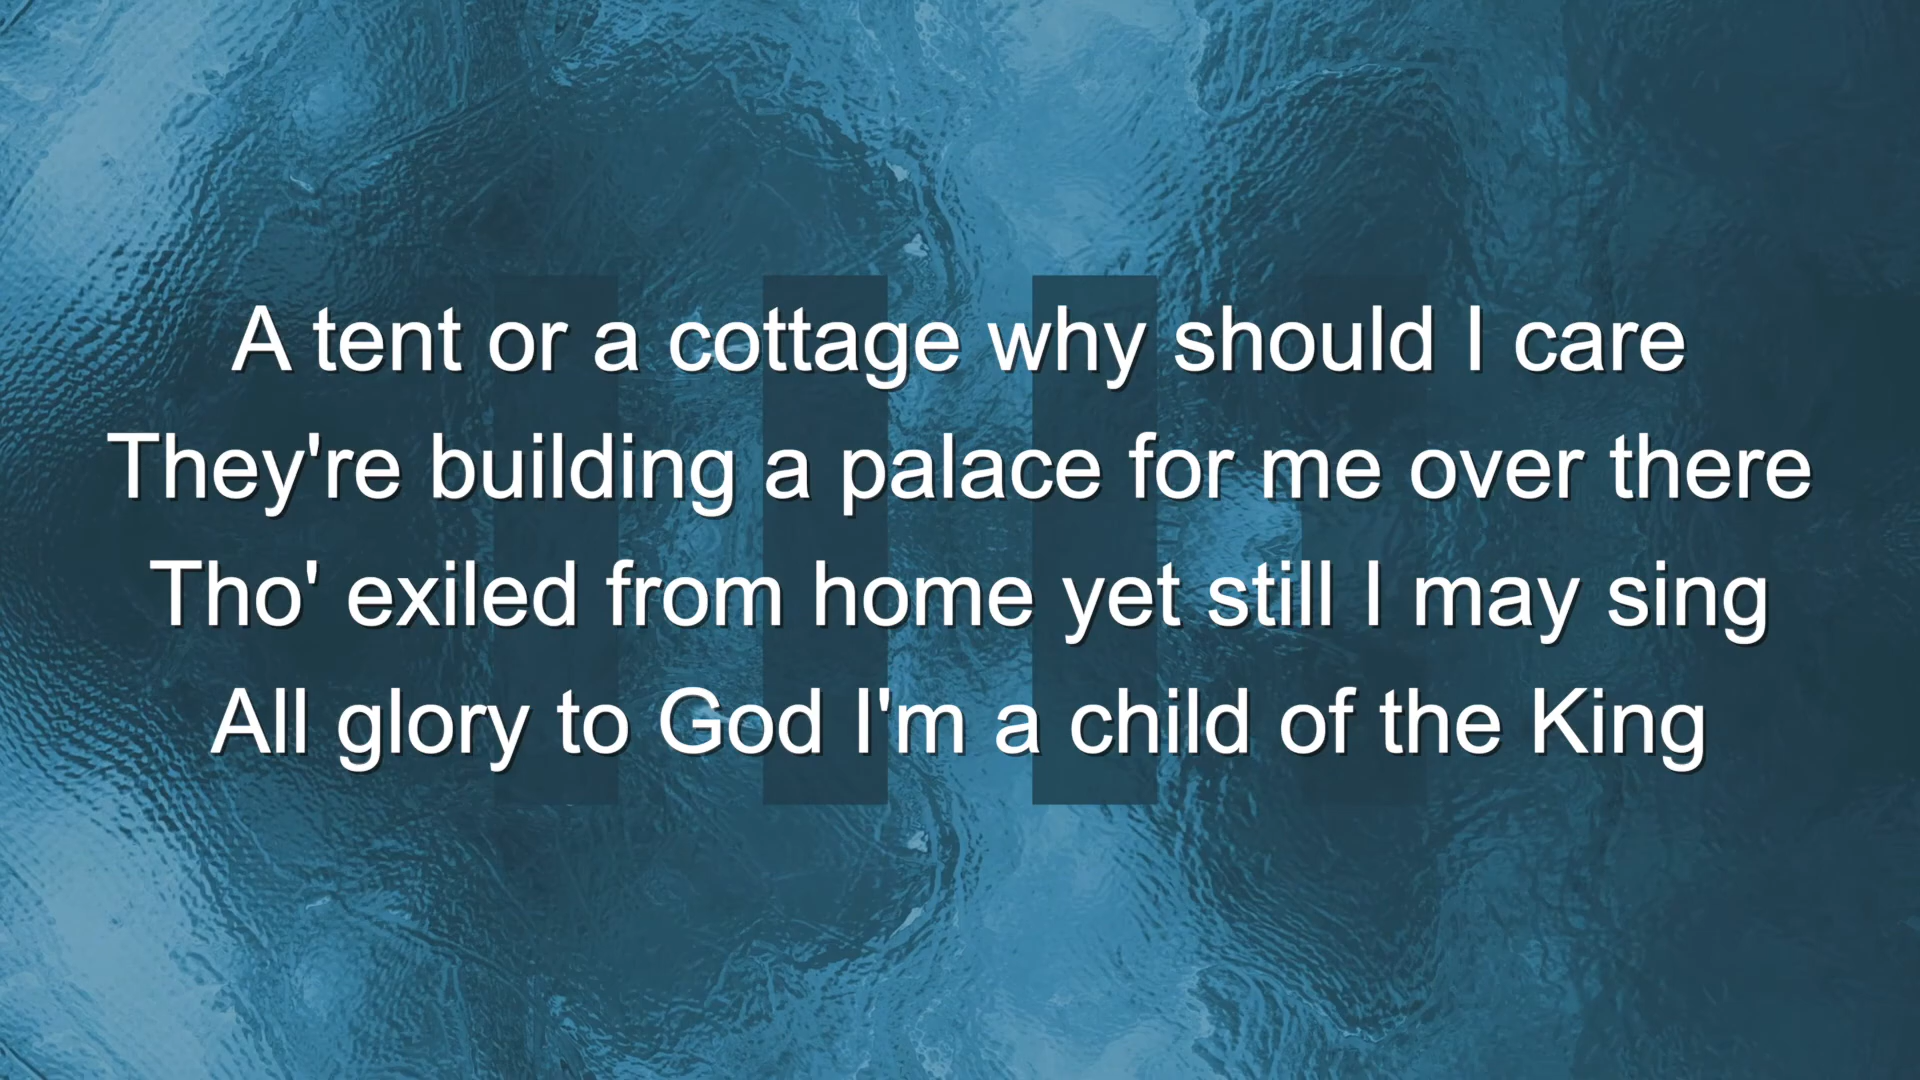 A tent or a cottage why should I care
They're building a palace for me over there
Tho' exiled from home yet still I may sing
All glory to God I'm a child of the King